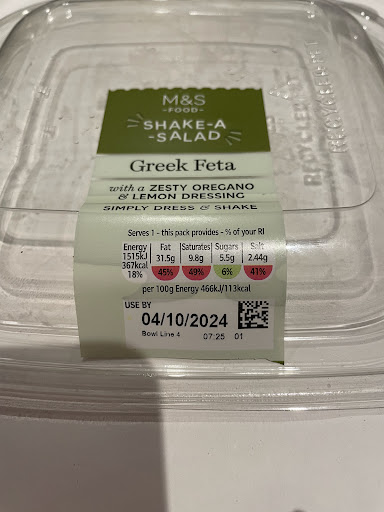 M&S
-FOOD-
SHAKE-A
-SALAD
Greek Feta
with a ZESTY OREGANO
& LEMON DRESSING
SIMPLY DRESS & SHAKE
Serves 1 - this pack provides - % of your RI
Energy Fat Saturates Sugars Salt
1515kJ 31.5g 9.8g 5.5g 2.44g
367kcal
18% 45% 49% 6% 41%
per 100g Energy 466kJ/113kcal
USE BY
04/10/2024
Bowl Line 4 07:25 01
RECYCLED &
RECYCLABLE